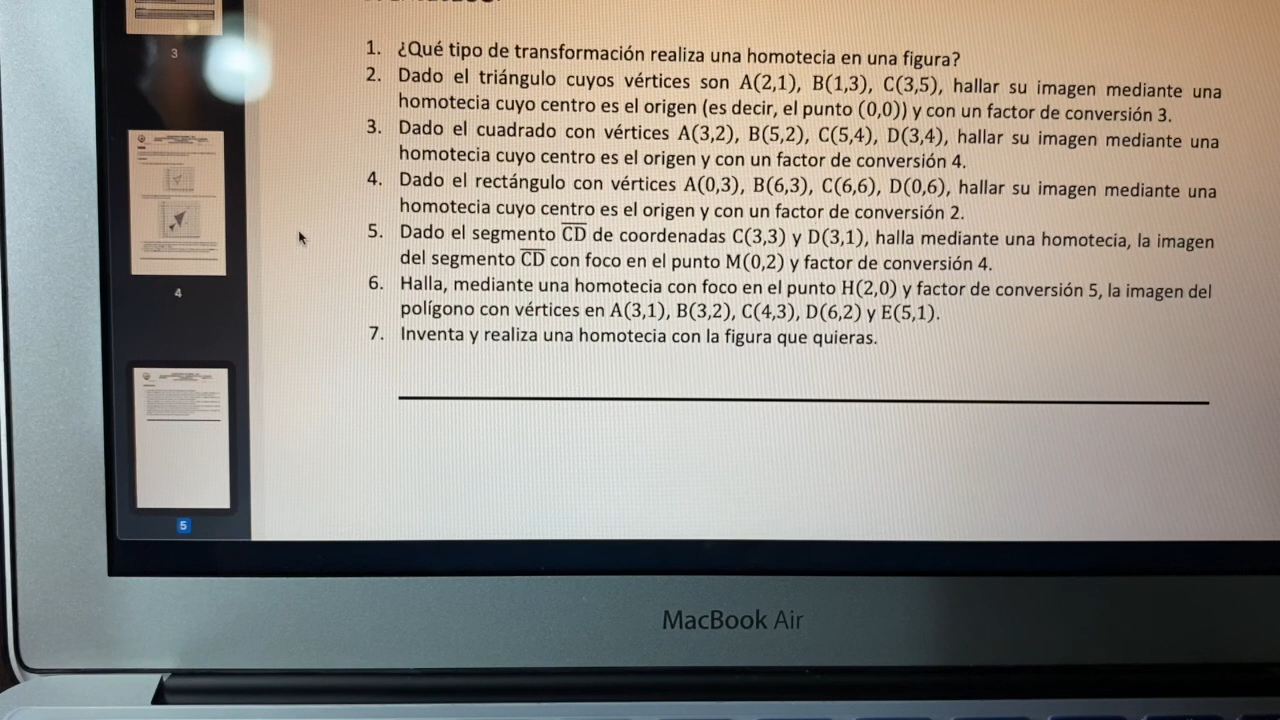 3
4
5
1. ¿Qué tipo de transformación realiza una homotecia en una figura?
2. Dado el triángulo cuyos vértices son A(2,1), B(1,3), C(3,5), hallar su imagen mediante una
homotecia cuyo centro es el origen (es decir, el punto (0,0)) y con un factor de conversión 3.
3. Dado el cuadrado con vértices A(3,2), B(5,2), C(5,4), D(3,4), hallar su imagen mediante una
homotecia cuyo centro es el origen y con un factor de conversión 4.
4. Dado el rectángulo con vértices A(0,3), B(6,3), C(6,6), D(0,6), hallar su imagen mediante una
homotecia cuyo centro es el origen y con un factor de conversión 2.
5. Dado el segmento C̅D̅ de coordenadas C(3,3) y D(3,1), halla mediante una homotecia, la imagen
del segmento C̅D̅ con foco en el punto M(0,2) y factor de conversión 4.
6. Halla, mediante una homotecia con foco en el punto H(2,0) y factor de conversión 5, la imagen del
polígono con vértices en A(3,1), B(3,2), C(4,3), D(6,2) y E(5,1).
7. Inventa y realiza una homotecia con la figura que quieras.
MacBook Air